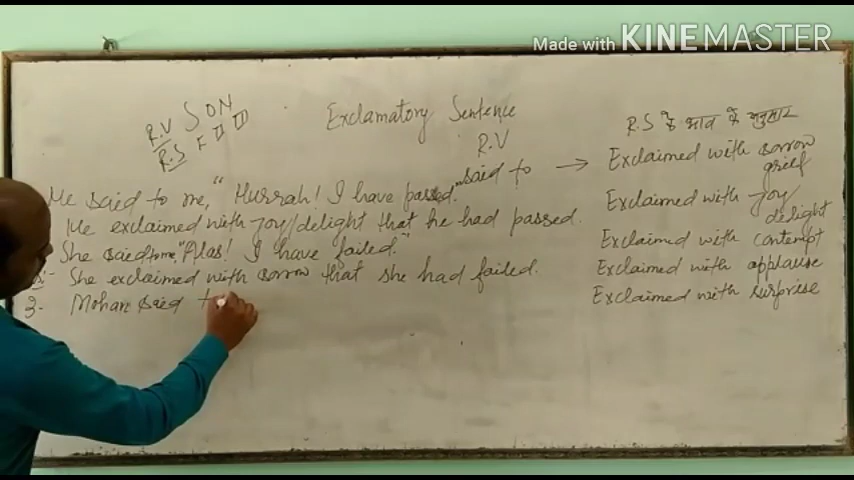 Made with KINEMASTER
SON
R.V
R.S F II III
Exclamatory Sentence
R.V
said to →
R.S के भाव के अनुसार
Exclaimed with sorrow
grief
Exclaimed with joy/
delight
Exclaimed with contempt
Exclaimed with applause
Exclaimed with surprise
He said to me, "Hurrah! I have passed."
He exclaimed with joy/delight that he had passed.
She said to me, "Alas! I have failed."
She exclaimed with sorrow that she had failed.
3- Mohan said t